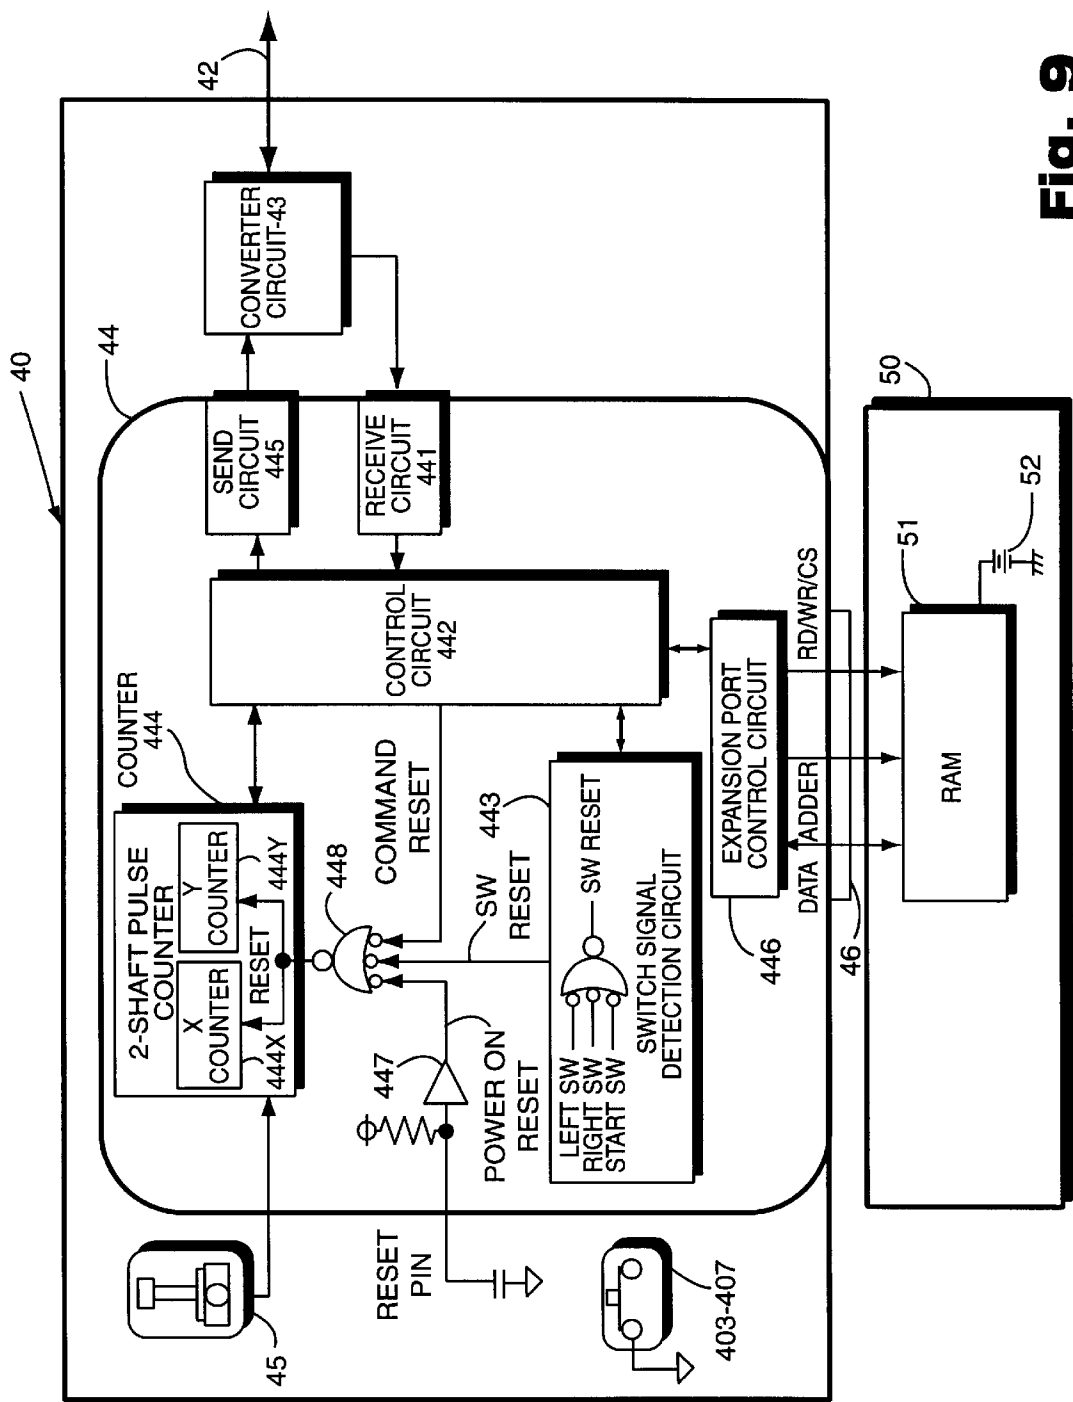 40
42
44
CONVERTER
CIRCUIT-43
SEND
CIRCUIT
445
RECEIVE
CIRCUIT
441
CONTROL
CIRCUIT
442
COUNTER
444
2-SHAFT PULSE
COUNTER
X
COUNTER
Y
COUNTER
444X
RESET
444Y
448
COMMAND
RESET
SW
RESET
443
447
POWER ON
RESET
45
RESET
PIN
403-407
LEFT SW
RIGHT SW
START SW
SW RESET
SWITCH SIGNAL
DETECTION CIRCUIT
EXPANSION PORT
CONTROL CIRCUIT
446
DATA
ADDER
RD/WR/CS
46
50
51
52
RAM
Fig. 9